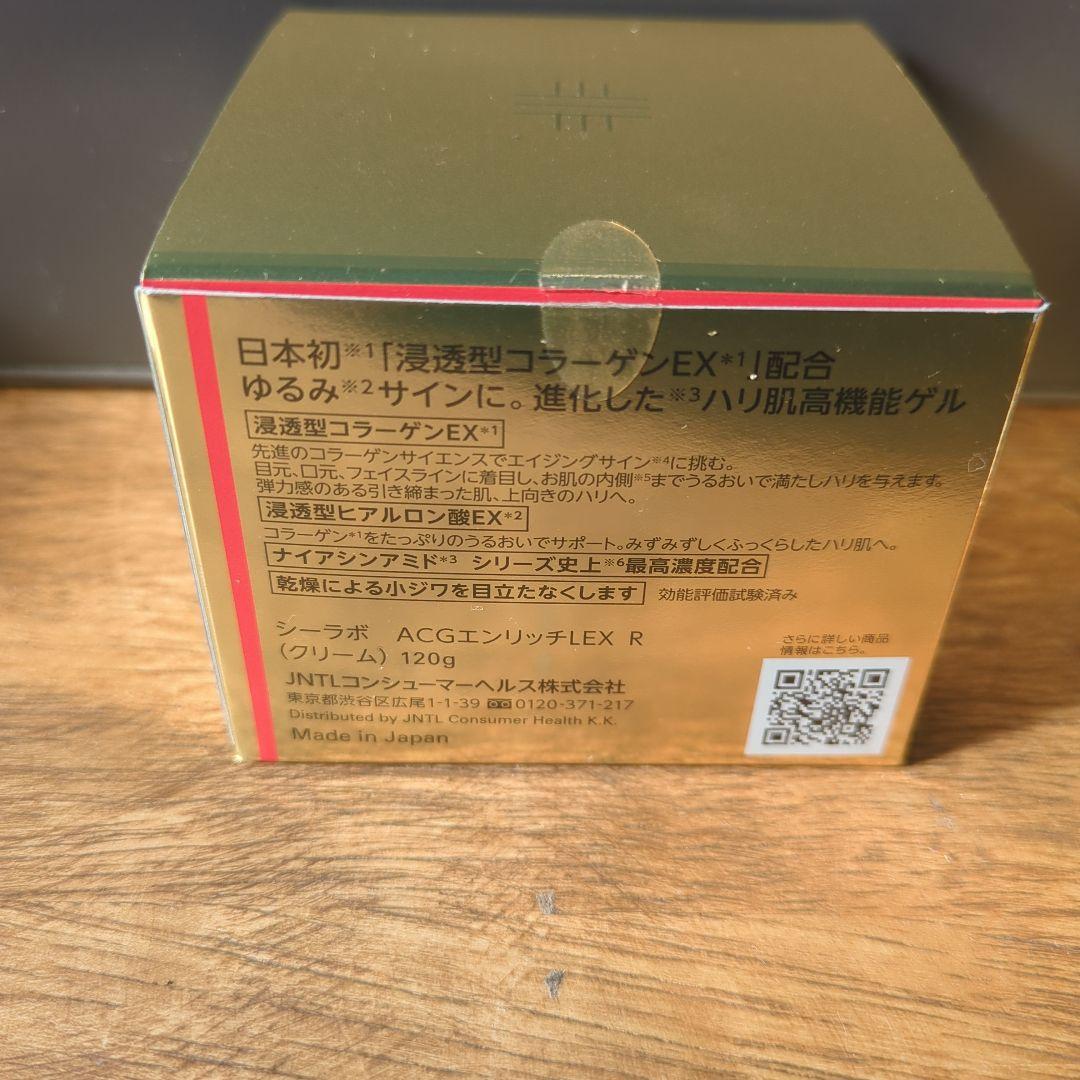 日本初※1「浸透型コラーゲンEX*1」配合
ゆるみ※2サインに。進化した※3ハリ肌高機能ゲル
浸透型コラーゲンEX*1
先進のコラーゲンサイエンスでエイジングサイン※4に挑む。
目元、口元、フェイスラインに着目し、お肌の内側※5までうるおいで満たしハリを与えます。
弾力感のある引き締まった肌、上向きのハリへ。
浸透型ヒアルロン酸EX*2
コラーゲン*1をたっぷりのうるおいでサポート。みずみずしくふっくらしたハリ肌へ。
ナイアシンアミド*3 シリーズ史上※6最高濃度配合
乾燥による小ジワを目立たなくします 効能評価試験済み
シーラボ ACGエンリッチLEX R
（クリーム）120g
JNTLコンシューマーヘルス株式会社
東京都渋谷区広尾1-1-39 0120-371-217
Distributed by JNTL Consumer Health K.K.
Made in Japan
さらに詳しい商品
情報はこちら。